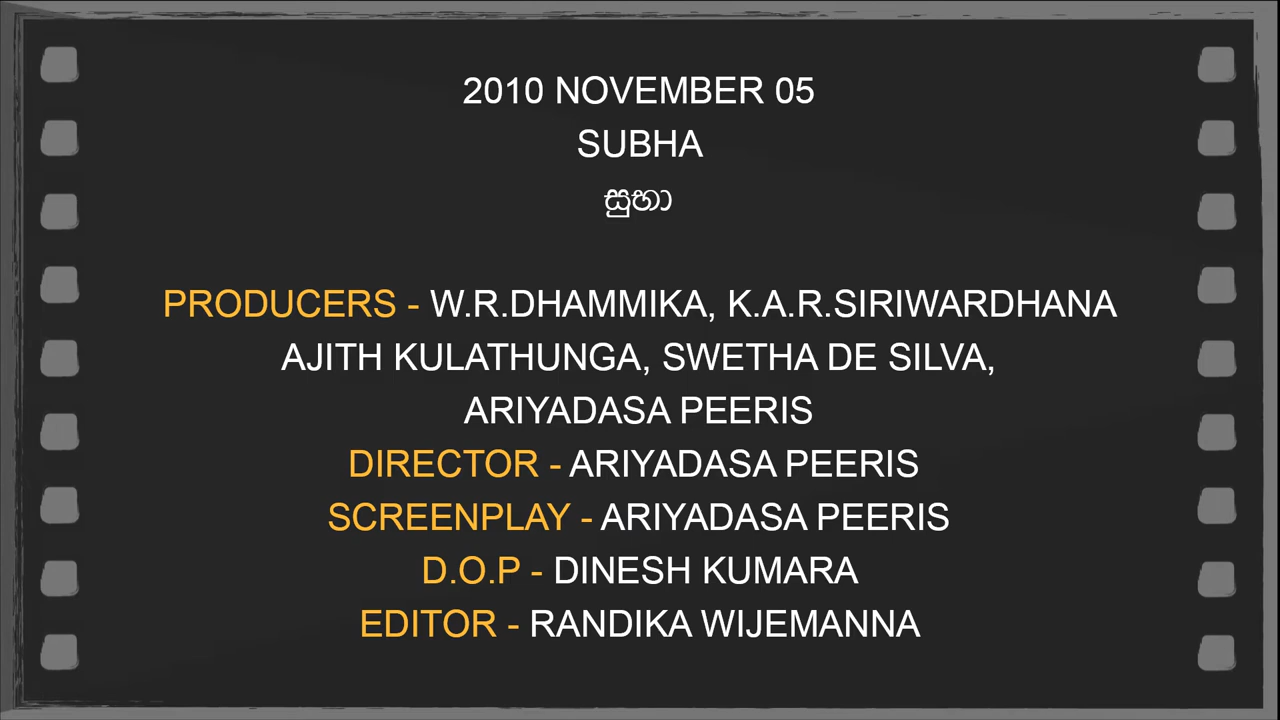 2010 NOVEMBER 05
SUBHA
සුභා
PRODUCERS - W.R.DHAMMIKA, K.A.R.SIRIWARDHANA
AJITH KULATHUNGA, SWETHA DE SILVA,
ARIYADASA PEERIS
DIRECTOR - ARIYADASA PEERIS
SCREENPLAY - ARIYADASA PEERIS
D.O.P - DINESH KUMARA
EDITOR - RANDIKA WIJEMANNA